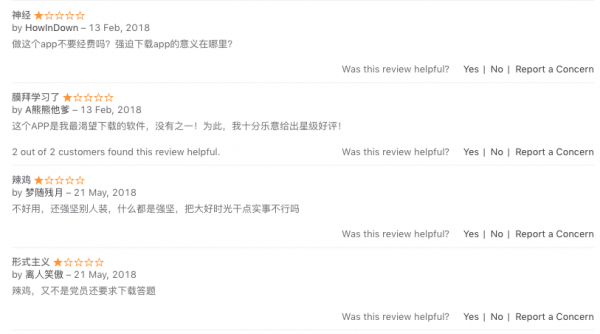 神经 ★☆☆☆☆
by HowInDown – 13 Feb, 2018
做这个app不要经费吗？强迫下载app的意义在哪里？
Was this review helpful? Yes | No | Report a Concern
膜拜学习了 ★☆☆☆☆
by A熊熊他爹 – 13 Feb, 2018
这个APP是我最渴望下载的软件，没有之一！为此，我十分乐意给出星级好评！
2 out of 2 customers found this review helpful. Was this review helpful? Yes | No | Report a Concern
辣鸡 ★☆☆☆☆
by 梦随残月 – 21 May, 2018
不好用，还强坚别人装，什么都是强坚，把大好时光干点实事不行吗
Was this review helpful? Yes | No | Report a Concern
形式主义 ★☆☆☆☆
by 离人笑傲 – 21 May, 2018
辣鸡，又不是党员还要求下载答题
Was this review helpful? Yes | No | Report a Concern